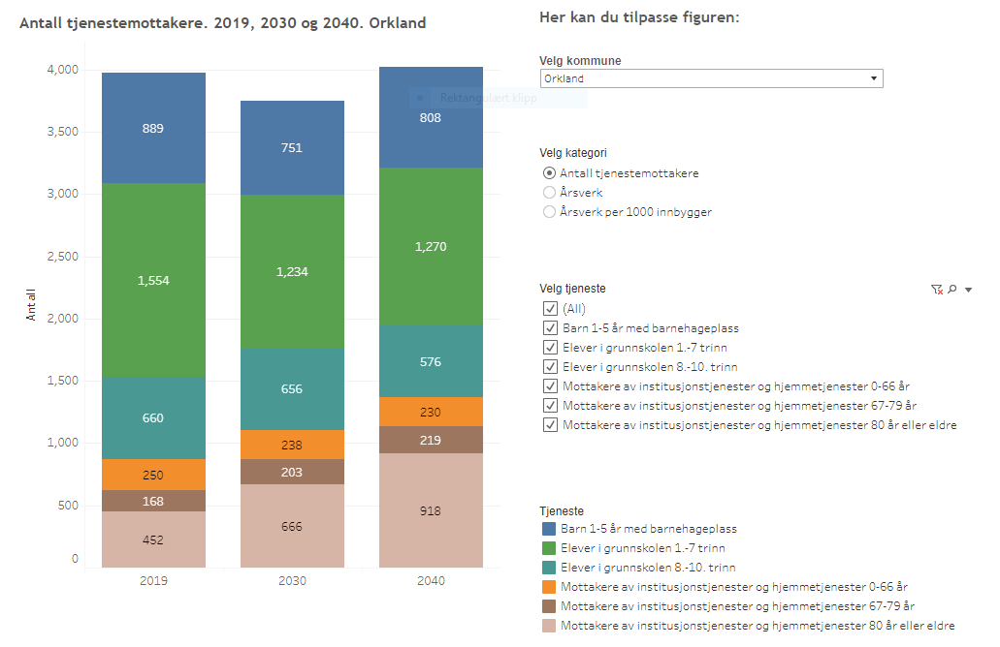 Antall tjenestemottakere. 2019, 2030 og 2040. Orkland
Her kan du tilpasse figuren:
Velg kommune
Orkland
Rektangulært klipp
Velg kategori
Antall tjenestemottakere
Årsverk
Årsverk per 1000 innbygger
Velg tjeneste
(All)
Barn 1-5 år med barnehageplass
Elever i grunnskolen 1.-7 trinn
Elever i grunnskolen 8.-10. trinn
Mottakere av institusjonstjenester og hjemmetjenester 0-66 år
Mottakere av institusjonstjenester og hjemmetjenester 67-79 år
Mottakere av institusjonstjenester og hjemmetjenester 80 år eller eldre
Tjeneste
Barn 1-5 år med barnehageplass
Elever i grunnskolen 1.-7 trinn
Elever i grunnskolen 8.-10. trinn
Mottakere av institusjonstjenester og hjemmetjenester 0-66 år
Mottakere av institusjonstjenester og hjemmetjenester 67-79 år
Mottakere av institusjonstjenester og hjemmetjenester 80 år eller eldre
Antall
4,000
3,500
3,000
2,500
2,000
1,500
1,000
500
0
889
1,554
660
250
168
452
751
1,234
656
238
203
666
808
1,270
576
230
219
918
2019
2030
2040